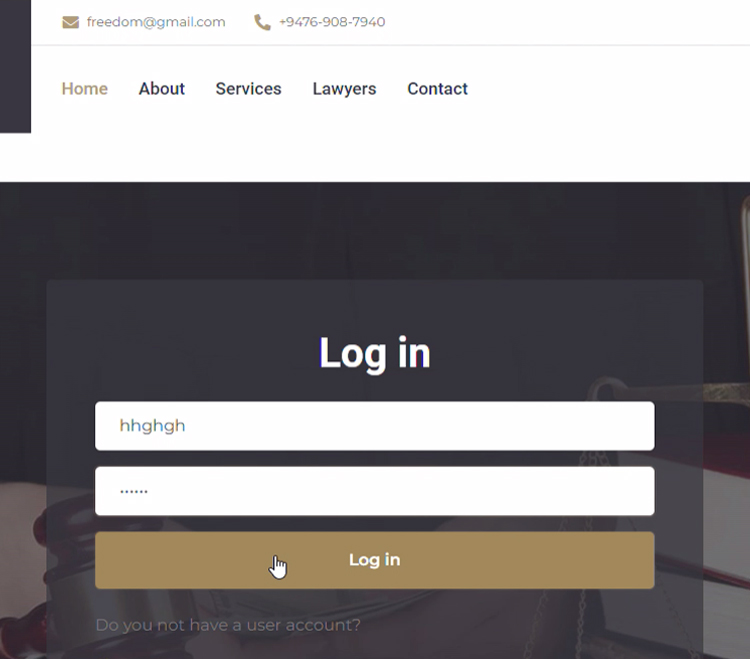 freedom@gmail.com +9476-908-7940
Home About Services Lawyers Contact
Log in
hhghgh
••••••
Log in
Do you not have a user account?